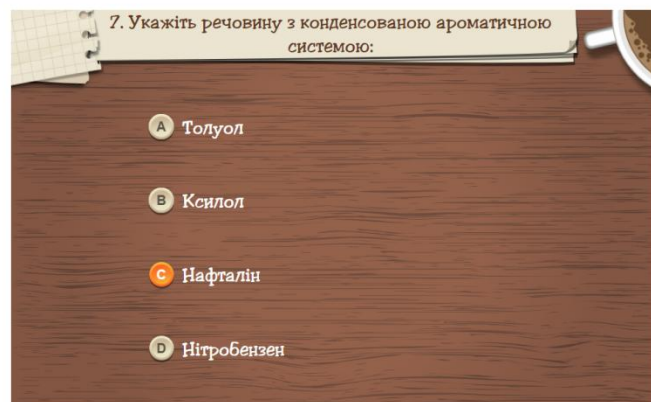 7. Укажіть речовину з конденсованою ароматичною
системою:
A Толуол
B Ксилол
C Нафталін
D Нітробензен